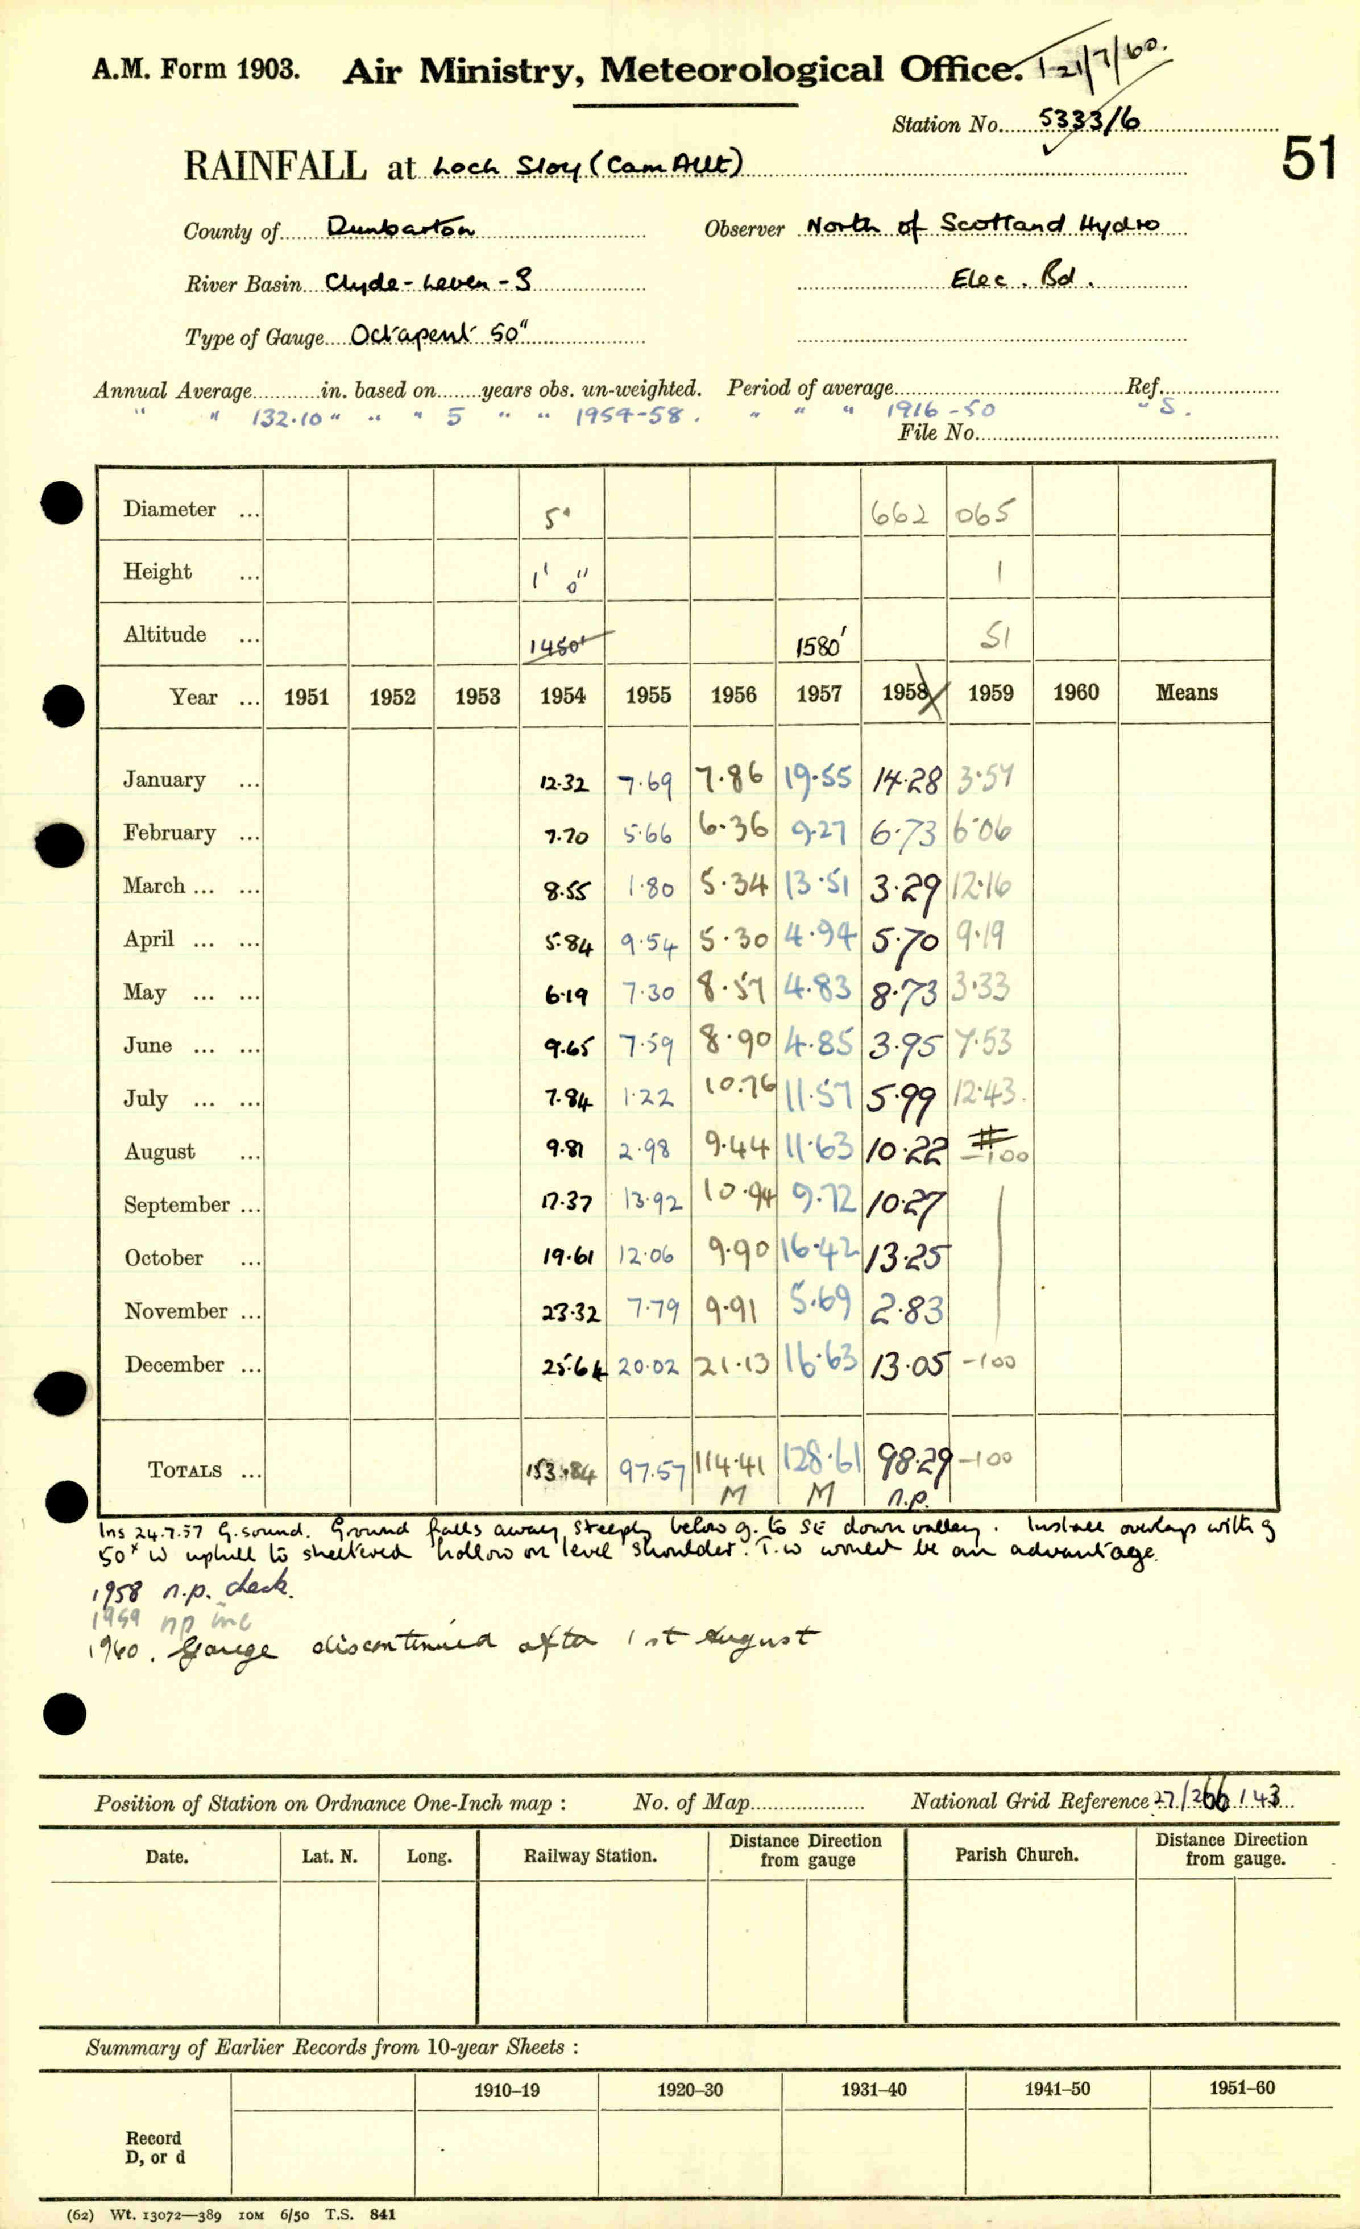 A.M. Form 1903. Air Ministry, Meteorological Office. 21/7/60.
Station No. 5333/6
51
RAINFALL at Loch Sloy (Cam Allt)
County of Dunbarton Observer North of Scotland Hydro
River Basin Clyde-Leven-S Elec. Bd.
Type of Gauge Octapent 50"
Annual Average in. based on years obs. un-weighted. Period of average Ref.
" " 132.10 " " " 5 " " 1954-58. " " " 1916-50 " S.
File No.
Diameter ... 5" 662 065
Height ... 1' 0" 1
Altitude ... 1450' 1580' 51
Year ... 1951 1952 1953 1954 1955 1956 1957 1958 1959 1960 Means
January ... 12.32 7.69 7.86 19.55 14.28 3.57
February ... 7.70 5.66 6.36 9.27 6.73 6.06
March ... ... 8.55 1.80 5.34 13.51 3.29 12.16
April ... ... 5.84 9.54 5.30 4.94 5.70 9.19
May ... ... 6.19 7.30 8.57 4.83 8.73 3.33
June ... ... 9.65 7.59 8.90 4.85 3.95 7.53
July ... ... 7.84 1.22 10.76 11.57 5.99 12.43
August ... 9.81 2.98 9.44 11.63 10.22 # -100
September ... 17.37 13.92 10.94 9.72 10.27
October ... 19.61 12.06 9.90 16.42 13.25
November ... 23.32 7.79 9.91 5.69 2.83
December ... 25.64 20.02 21.13 16.63 13.05 -100
TOTALS ... 153.84 97.57 114.41 128.61 98.29 -100
M M n.p.
Ins 24.7.57 G. sound. Ground falls away steeply below g. to SE down valley. Install overlap with g
50x W uphill to sheltered hollow on level shoulder. T.W would be an advantage.
1958 n.p. check.
1959 np inc
1960. Gauge discontinued after 1st August
Position of Station on Ordnance One-Inch map : No. of Map National Grid Reference 27/266143
Date. Lat. N. Long. Railway Station. Distance Direction from gauge Parish Church. Distance Direction from gauge.
Summary of Earlier Records from 10-year Sheets :
1910–19 1920–30 1931–40 1941–50 1951–60
Record
D, or d
(62) Wt. 13072—389 10M 6/50 T.S. 841